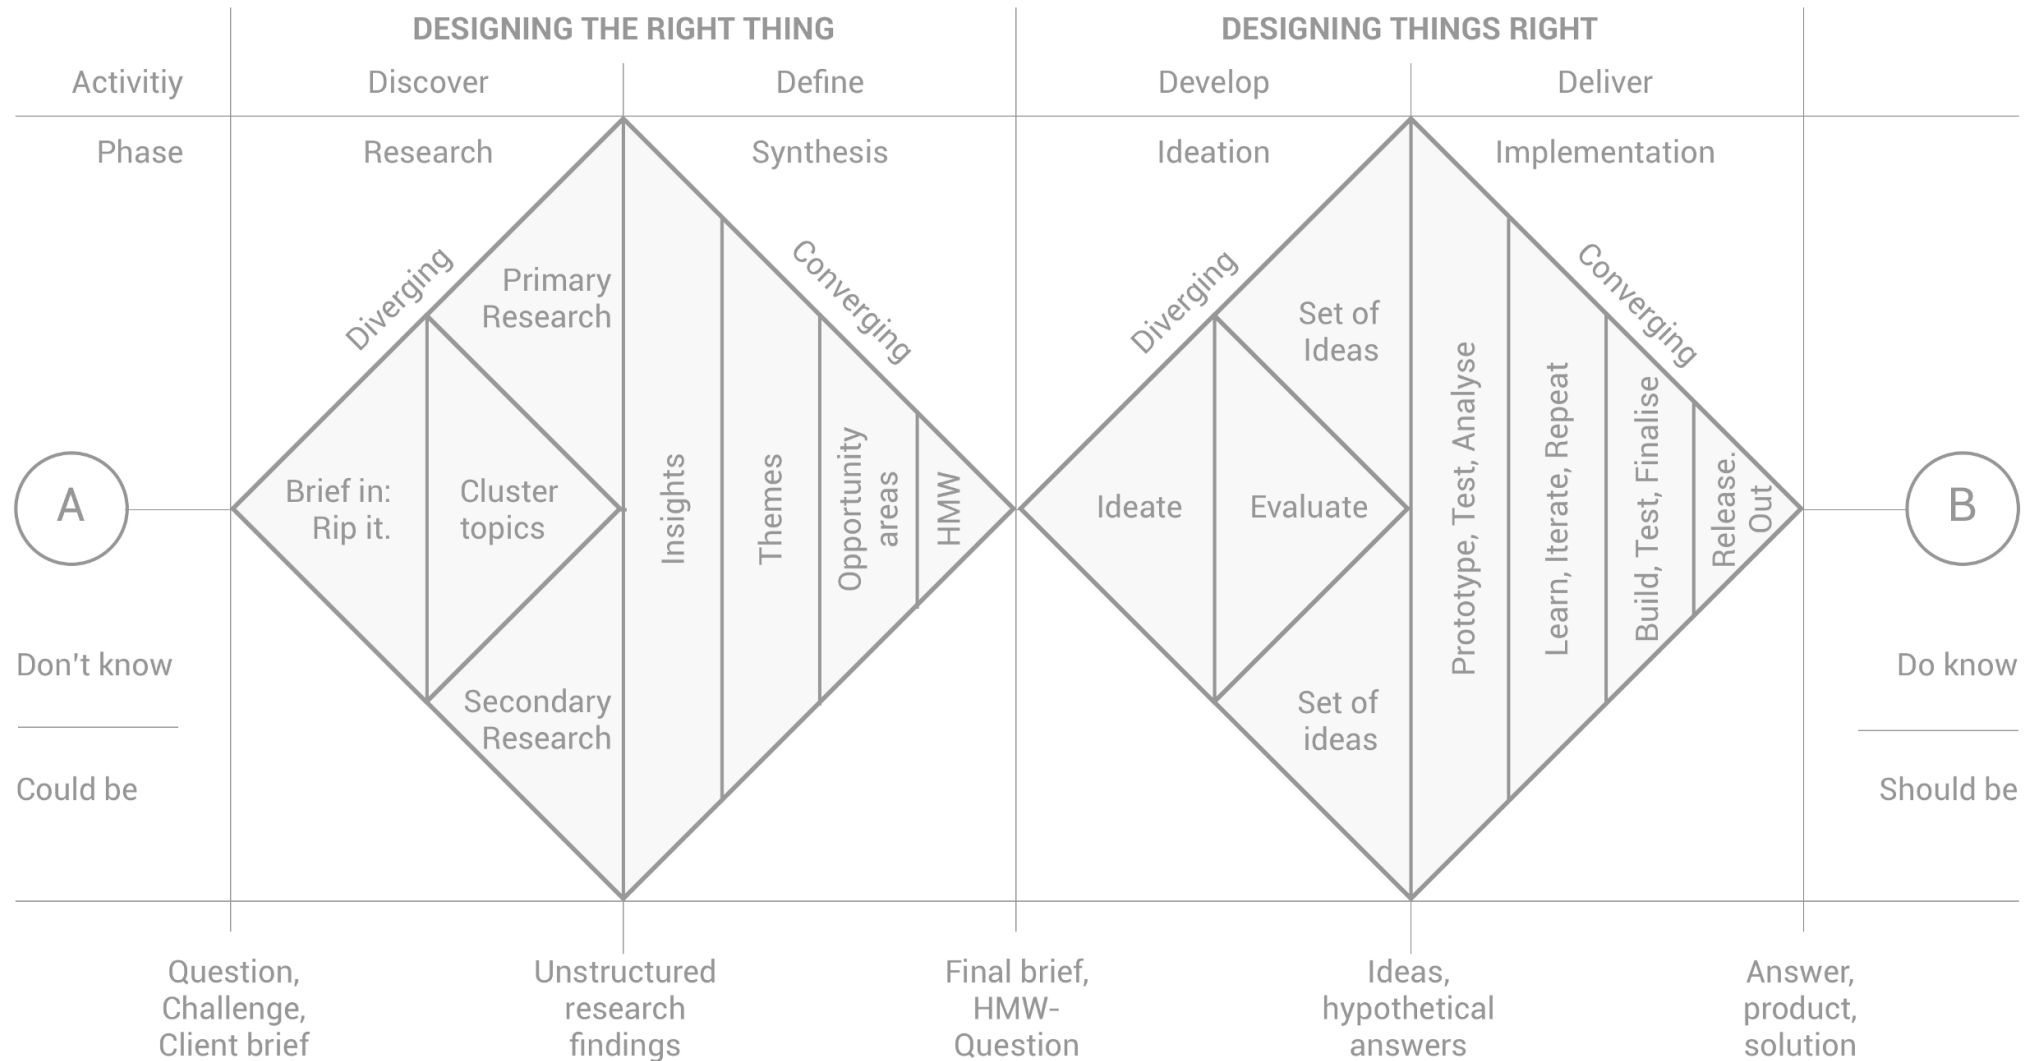 DESIGNING THE RIGHT THING
DESIGNING THINGS RIGHT
Activitiy
Discover
Define
Develop
Deliver
Phase
Research
Synthesis
Ideation
Implementation
Diverging
Primary
Research
Converging
Brief in:
Rip it.
Cluster
topics
Secondary
Research
Insights
Themes
Opportunity
areas
HMW
Diverging
Set of
Ideas
Converging
Ideate
Evaluate
Set of
ideas
Prototype, Test, Analyse
Learn, Iterate, Repeat
Build, Test, Finalise
Release.
Out
A
B
Don't know
Could be
Do know
Should be
Question,
Challenge,
Client brief
Unstructured
research
findings
Final brief,
HMW-
Question
Ideas,
hypothetical
answers
Answer,
product,
solution